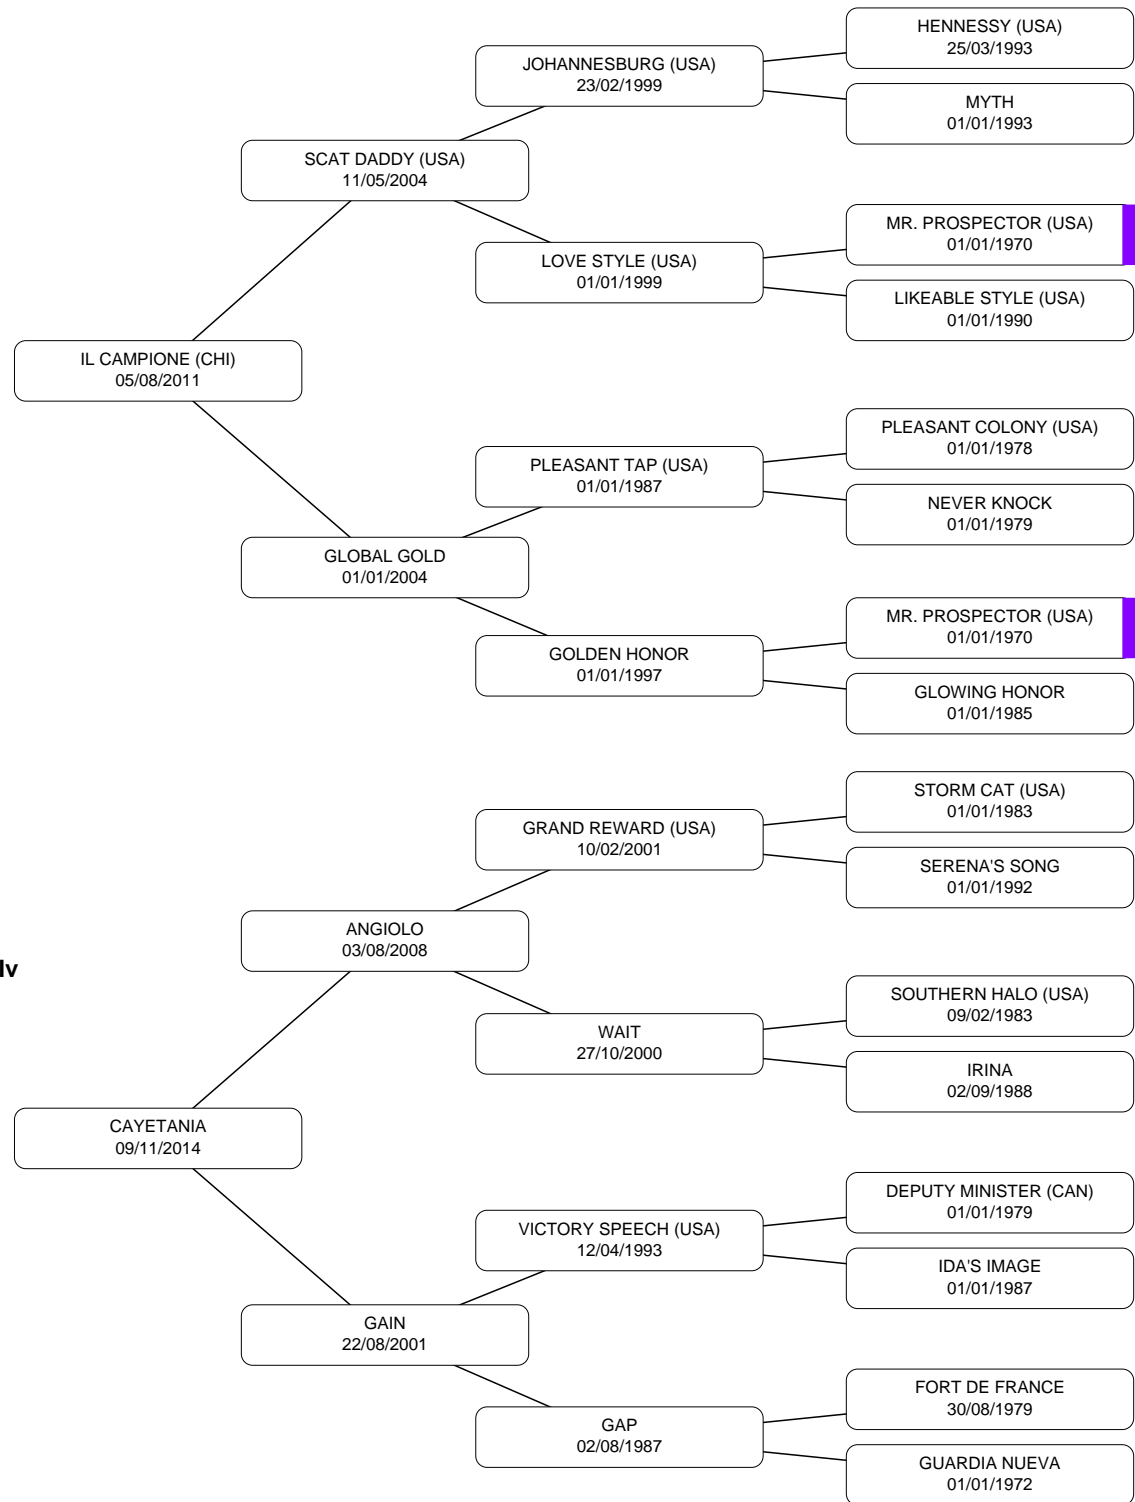 HENNESSY (USA)
25/03/1993
JOHANNESBURG (USA)
23/02/1999
MYTH
01/01/1993
SCAT DADDY (USA)
11/05/2004
MR. PROSPECTOR (USA)
01/01/1970
LOVE STYLE (USA)
01/01/1999
LIKEABLE STYLE (USA)
01/01/1990
IL CAMPIONE (CHI)
05/08/2011
PLEASANT COLONY (USA)
01/01/1978
PLEASANT TAP (USA)
01/01/1987
NEVER KNOCK
01/01/1979
GLOBAL GOLD
01/01/2004
MR. PROSPECTOR (USA)
01/01/1970
GOLDEN HONOR
01/01/1997
GLOWING HONOR
01/01/1985
STORM CAT (USA)
01/01/1983
GRAND REWARD (USA)
10/02/2001
SERENA'S SONG
01/01/1992
ANGIOLO
03/08/2008
SOUTHERN HALO (USA)
09/02/1983
WAIT
27/10/2000
IRINA
02/09/1988
CAYETANIA
09/11/2014
DEPUTY MINISTER (CAN)
01/01/1979
VICTORY SPEECH (USA)
12/04/1993
IDA'S IMAGE
01/01/1987
GAIN
22/08/2001
FORT DE FRANCE
30/08/1979
GAP
02/08/1987
GUARDIA NUEVA
01/01/1972